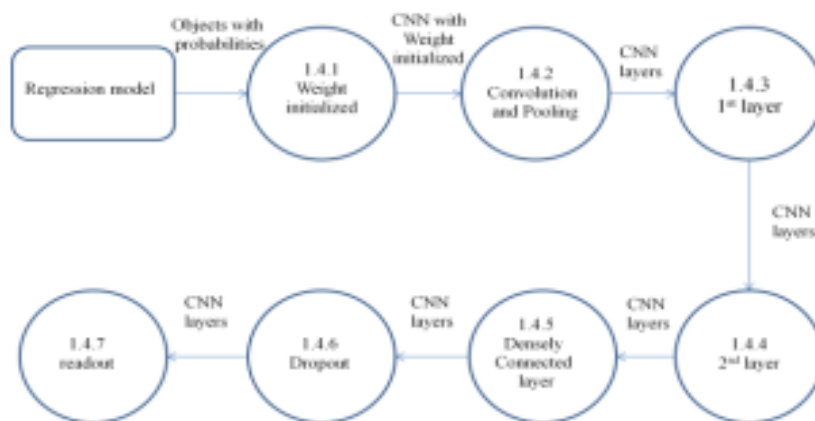 Objects with
probabilities
CNN with
Weight
initialized
CNN
layers
Regression model
1.4.1
Weight
initialized
1.4.2
Convolution
and Pooling
1.4.3
1st layer
CNN
layers
CNN
layers
CNN
layers
CNN
layers
1.4.7
readout
1.4.6
Dropout
1.4.5
Densely
Connected
layer
1.4.4
2nd layer